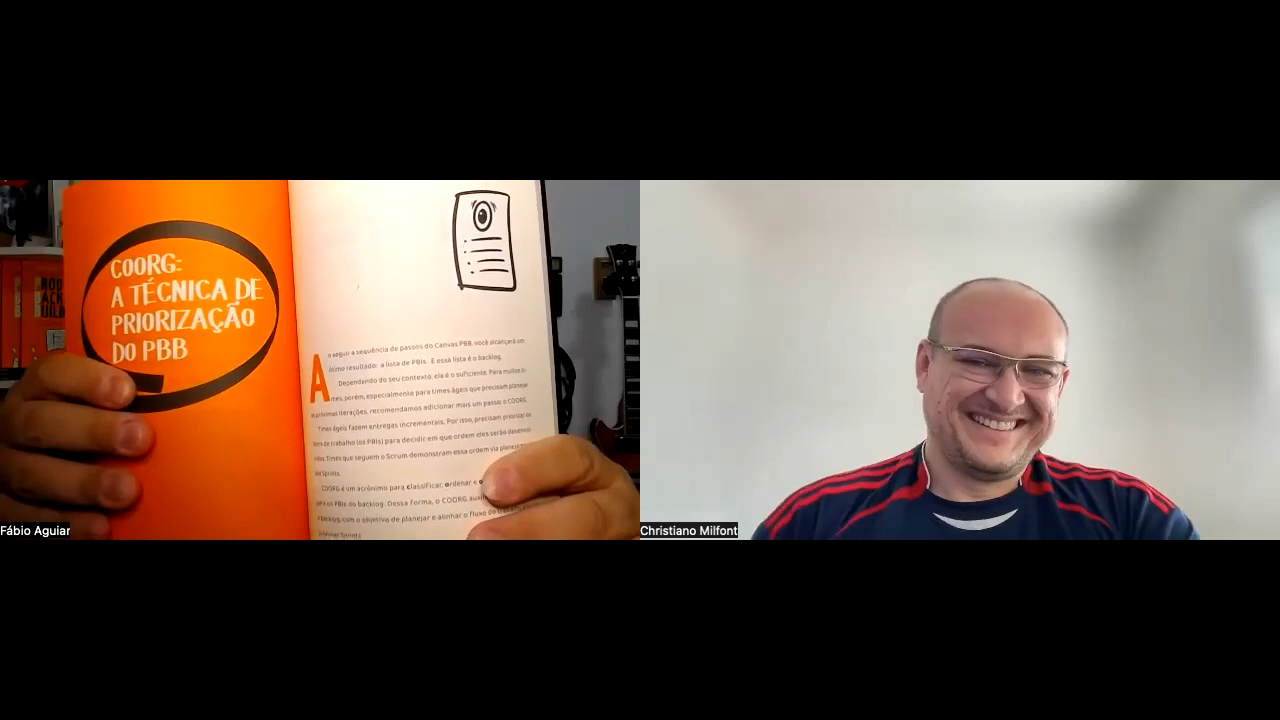 COORG:
A TÉCNICA DE
PRIORIZAÇÃO
DO PBB
Ao seguir a sequência de passos do Canvas PBB, você alcançará um
ótimo resultado: a lista de PBIs. E essa lista é o backlog.
Dependendo do seu contexto, ela é o suficiente. Para muitos ti-
mes, porém, especialmente para times ágeis que precisam planejar
as próximas iterações, recomendamos adicionar mais um passo: o COORG.
Times ágeis fazem entregas incrementais. Por isso, precisam priorizar os
itens de trabalho (os PBIs) para decidir em que ordem eles serão desenvol-
vidos. Times que seguem o Scrum demonstram essa ordem via
das Sprints.
COORG é um acrônimo para classificar, ordenar e
os PBIs do backlog. Dessa forma, o COORG
backlog com o objetivo de planejar e alinhar o fluxo
Fábio Aguiar
Christiano Milfont